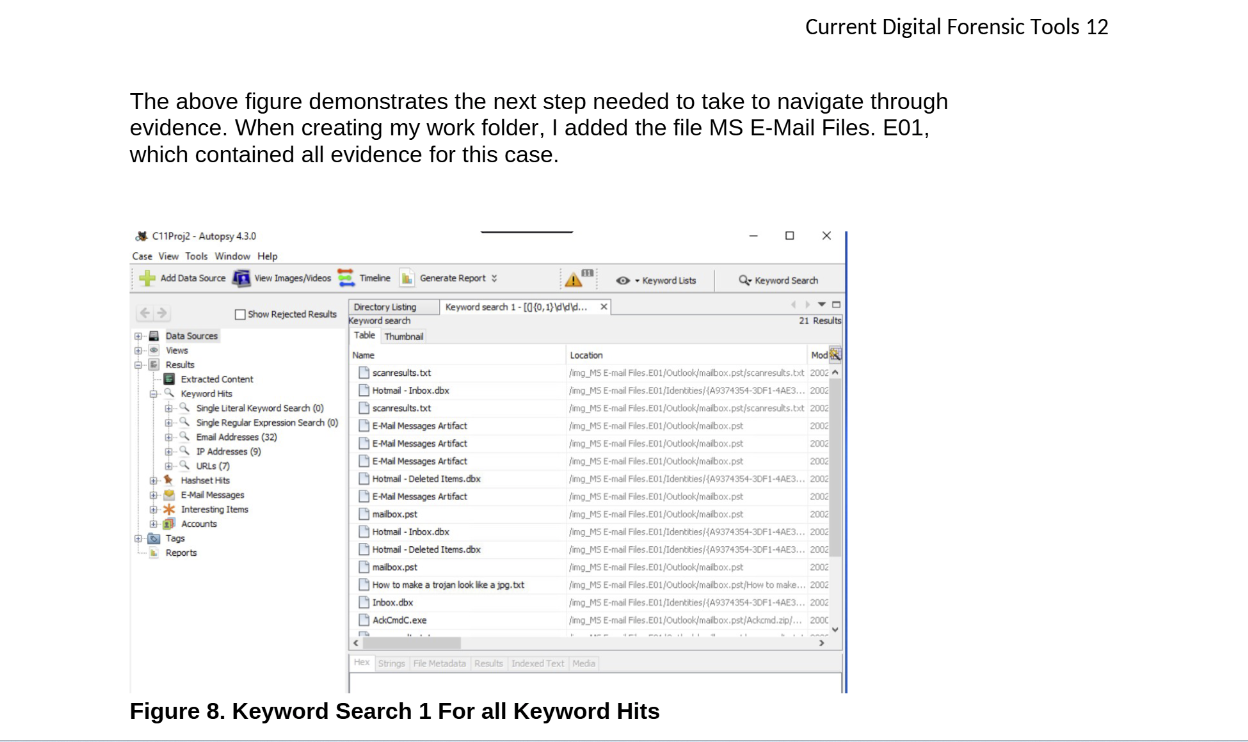 Current Digital Forensic Tools 12
The above figure demonstrates the next step needed to take to navigate through
evidence. When creating my work folder, I added the file MS E-Mail Files. E01,
which contained all evidence for this case.
C11Proj2 - Autopsy 4.3.0
Case View Tools Window Help
Add Data Source View Images/Videos Timeline Generate Report Keyword Lists Keyword Search
Show Rejected Results
Data Sources
Views
Results
Extracted Content
Keyword Hits
Single Literal Keyword Search (0)
Single Regular Expression Search (0)
Email Addresses (32)
IP Addresses (9)
URLs (7)
Hashset Hits
E-Mail Messages
Interesting Items
Accounts
Tags
Reports
Directory Listing Keyword search 1 - [(]{0,1}\d\d\d...
Keyword search 21 Results
Table Thumbnail
Name Location Mod
scanresults.txt /img_MS E-mail Files.E01/Outlook/mailbox.pst/scanresults.txt 2002
Hotmail - Inbox.dbx /img_MS E-mail Files.E01/Identities/{A9374354-3DF1-4AE3... 2002
scanresults.txt /img_MS E-mail Files.E01/Outlook/mailbox.pst/scanresults.txt 2002
E-Mail Messages Artifact /img_MS E-mail Files.E01/Outlook/mailbox.pst 2002
E-Mail Messages Artifact /img_MS E-mail Files.E01/Outlook/mailbox.pst 2002
E-Mail Messages Artifact /img_MS E-mail Files.E01/Outlook/mailbox.pst 2002
Hotmail - Deleted Items.dbx /img_MS E-mail Files.E01/Identities/{A9374354-3DF1-4AE3... 2002
E-Mail Messages Artifact /img_MS E-mail Files.E01/Outlook/mailbox.pst 2002
mailbox.pst /img_MS E-mail Files.E01/Outlook/mailbox.pst 2002
Hotmail - Inbox.dbx /img_MS E-mail Files.E01/Identities/{A9374354-3DF1-4AE3... 2002
Hotmail - Deleted Items.dbx /img_MS E-mail Files.E01/Identities/{A9374354-3DF1-4AE3... 2002
mailbox.pst /img_MS E-mail Files.E01/Outlook/mailbox.pst 2002
How to make a trojan look like a jpg.txt /img_MS E-mail Files.E01/Outlook/mailbox.pst/How to make... 2002
Inbox.dbx /img_MS E-mail Files.E01/Identities/{A9374354-3DF1-4AE3... 2002
AckCmdC.exe /img_MS E-mail Files.E01/Outlook/mailbox.pst/Ackcmd.zip/... 2000
Hex Strings File Metadata Results Indexed Text Media
Figure 8. Keyword Search 1 For all Keyword Hits